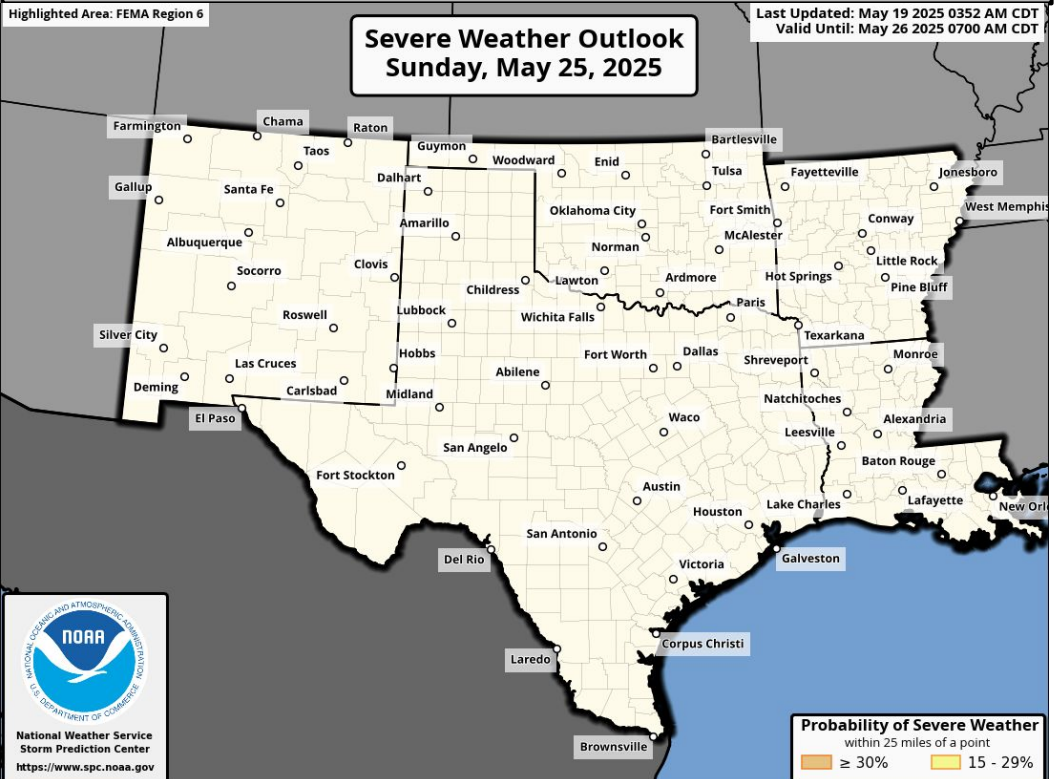 Highlighted Area: FEMA Region 6
Last Updated: May 19 2025 0352 AM CDT
Valid Until: May 26 2025 0700 AM CDT
Severe Weather Outlook
Sunday, May 25, 2025
Farmington
Chama
Raton
Taos
Guymon
Woodward
Enid
Bartlesville
Tulsa
Fayetteville
Jonesboro
Gallup
Santa Fe
Dalhart
Oklahoma City
Fort Smith
Conway
West Memphis
Albuquerque
Amarillo
Norman
McAlester
Little Rock
Socorro
Clovis
Childress
Lawton
Ardmore
Hot Springs
Pine Bluff
Roswell
Lubbock
Wichita Falls
Paris
Texarkana
Silver City
Hobbs
Fort Worth
Dallas
Shreveport
Monroe
Las Cruces
Abilene
Deming
Carlsbad
Midland
Natchitoches
El Paso
San Angelo
Waco
Leesville
Alexandria
Fort Stockton
Baton Rouge
Austin
Houston
Lake Charles
Lafayette
New Orl
San Antonio
Del Rio
Galveston
Victoria
Corpus Christi
Laredo
Brownsville
NATIONAL OCEANIC AND ATMOSPHERIC ADMINISTRATION
NOAA
U.S. DEPARTMENT OF COMMERCE
National Weather Service
Storm Prediction Center
https://www.spc.noaa.gov
Probability of Severe Weather
within 25 miles of a point
≥ 30%
15 - 29%